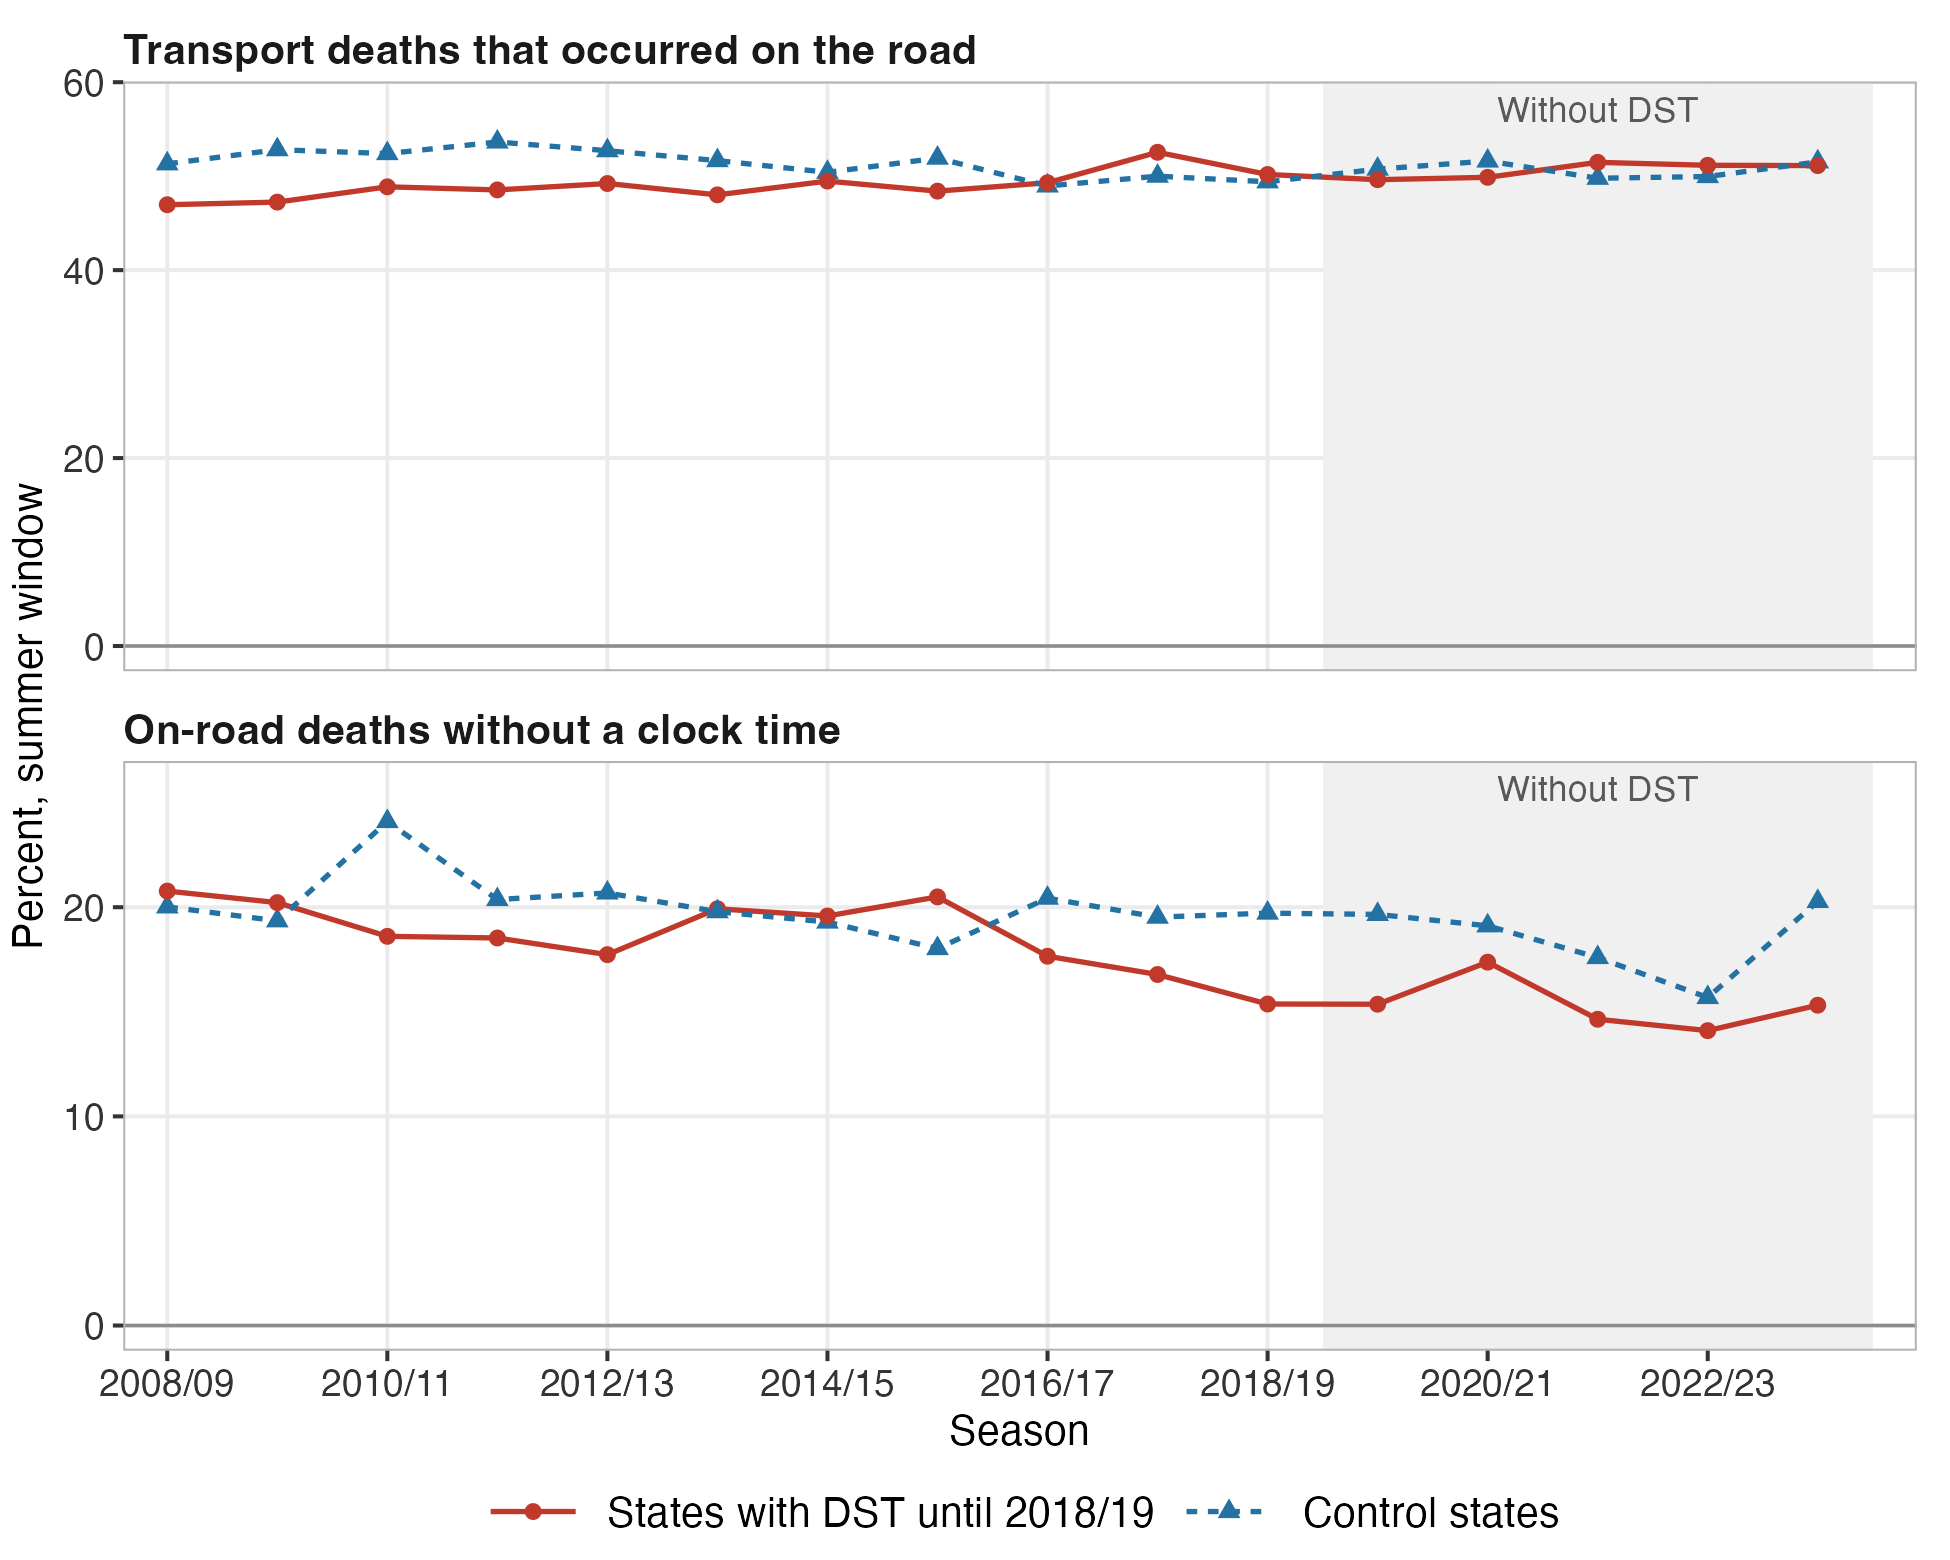 Transport deaths that occurred on the road
60
40
20
0
Without DST
Percent, summer window
On-road deaths without a clock time
20
10
0
Without DST
2008/09 2010/11 2012/13 2014/15 2016/17 2018/19 2020/21 2022/23
Season
States with DST until 2018/19 Control states